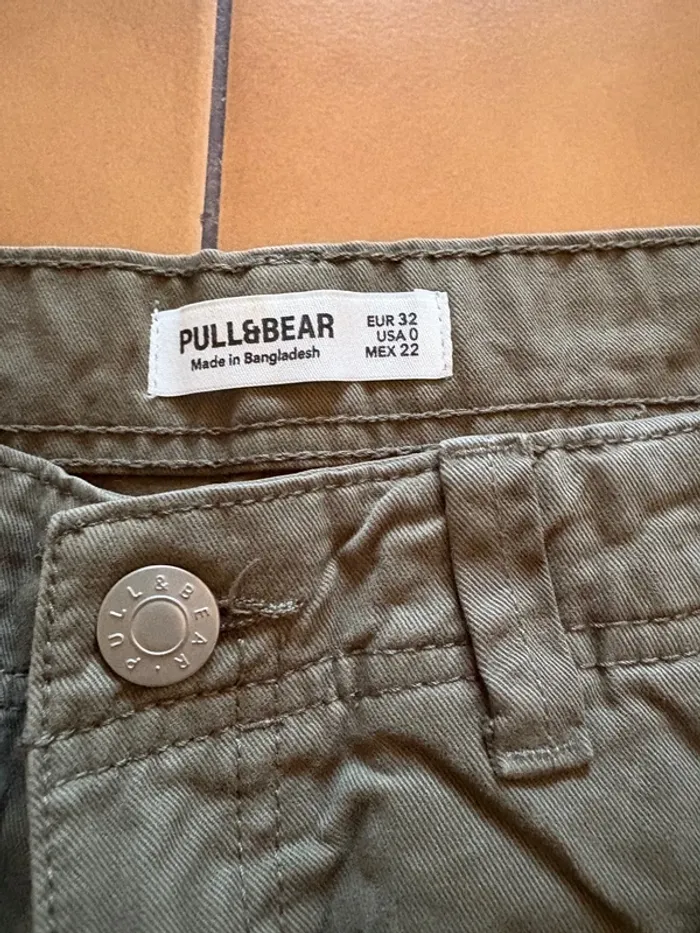 PULL&BEAR
Made in Bangladesh
EUR 32
USA 0
MEX 22
PULL & BEAR •